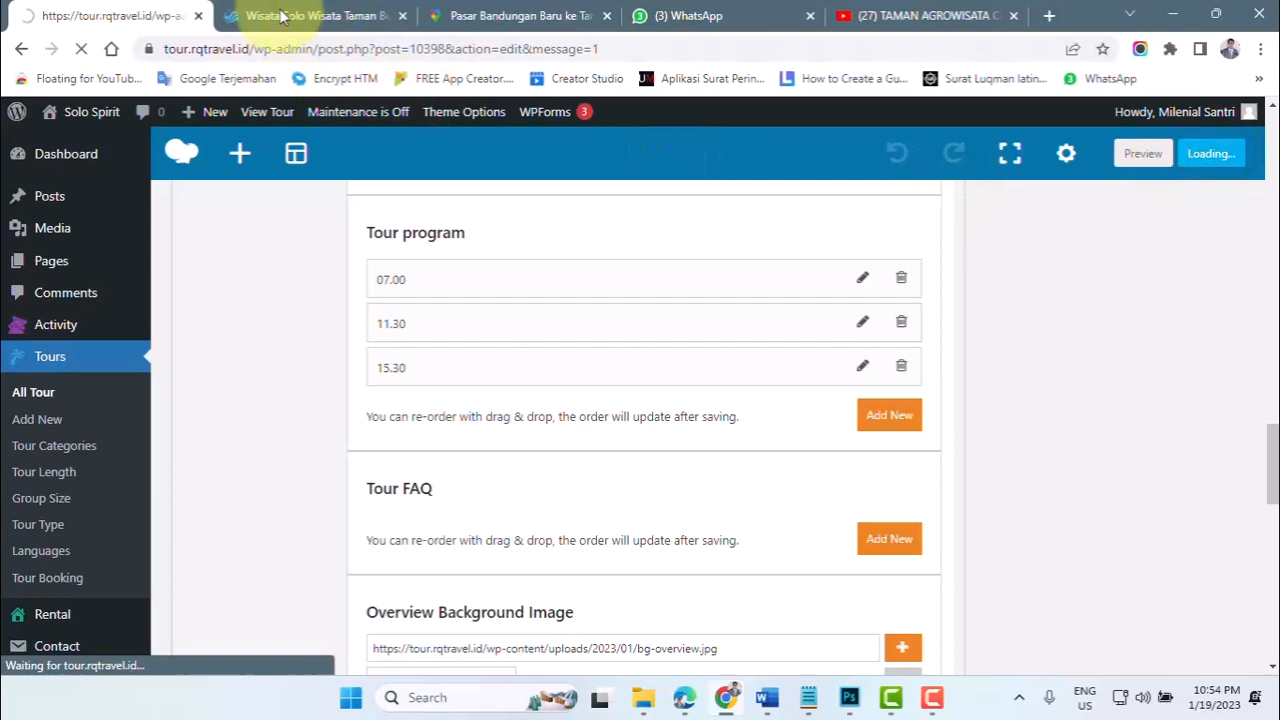 https://tour.rqtravel.id/wp-ac
Wisata Solo Wisata Taman Bu
Pasar Bandungan Baru ke Tar
(3) WhatsApp
(27) TAMAN AGROWISATA C
tour.rqtravel.id/wp-admin/post.php?post=10398&action=edit&message=1
Floating for YouTub...
Google Terjemahan
Encrypt HTM
FREE App Creator....
Creator Studio
Aplikasi Surat Perin...
How to Create a Gu...
Surat Luqman latin...
WhatsApp
»
Solo Spirit
0
New
View Tour
Maintenance is Off
Theme Options
WPForms 3
Howdy, Milenial Santri
Dashboard
Preview
Loading...
Posts
Media
Pages
Comments
Activity
Tours
All Tour
Add New
Tour Categories
Tour Length
Group Size
Tour Type
Languages
Tour Booking
Rental
Contact
Tour program
07.00
11.30
15.30
You can re-order with drag & drop, the order will update after saving.
Add New
Tour FAQ
You can re-order with drag & drop, the order will update after saving.
Add New
Overview Background Image
https://tour.rqtravel.id/wp-content/uploads/2023/01/bg-overview.jpg
Waiting for tour.rqtravel.id...
Search
ENG
US
10:54 PM
1/19/2023